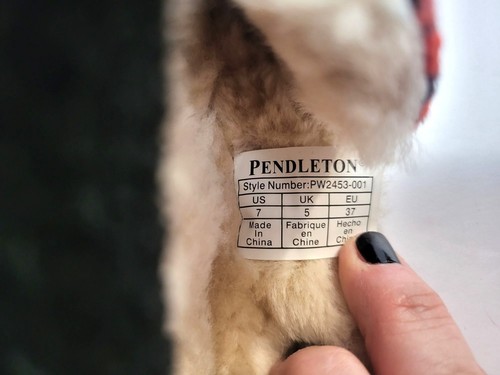 PENDLETON
Style Number:PW2453-001
US UK EU
7 5 37
Made Fabrique Hecho
In en en
China Chine